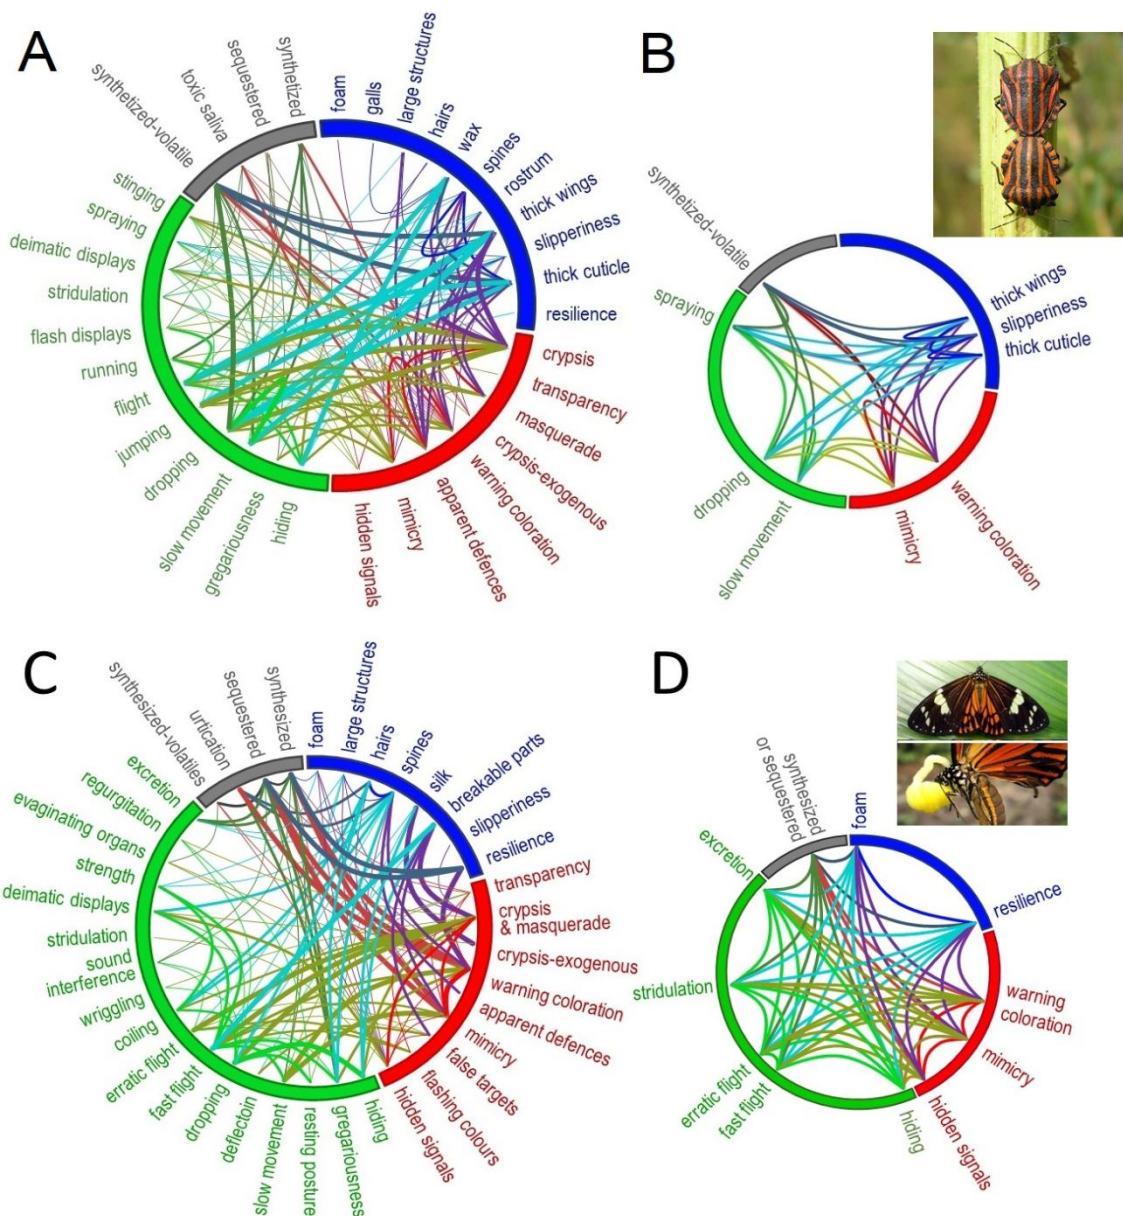 A
synthetized-volatile
toxic saliva
sequestered
synthetized
foam
galls
large structures
hairs
wax
spines
rostrum
thick wings
slipperiness
thick cuticle
resilience
crypsis
transparency
masquerade
crypsis-exogenous
warning coloration
apparent defences
mimicry
hidden signals
hiding
gregariousness
slow movement
dropping
jumping
flight
running
flash displays
stridulation
deimatic displays
spraying
stinging
B
synthetized-volatile
thick wings
slipperiness
thick cuticle
warning coloration
mimicry
slow movement
dropping
spraying
C
synthesized-volatiles
urtication
sequestered
synthesized
foam
large structures
hairs
spines
silk
breakable parts
slipperiness
resilience
transparency
crypsis
& masquerade
crypsis-exogenous
warning coloration
apparent defences
mimicry
false targets
flashing colours
hidden signals
hiding
gregariousness
resting posture
slow movement
deflectoin
dropping
fast flight
erratic flight
coiling
wriggling
sound
interference
stridulation
deimatic displays
strength
evaginating organs
regurgitation
excretion
D
synthesized
or sequestered
foam
resilience
warning
coloration
mimicry
hidden signals
hiding
fast flight
erratic flight
stridulation
excretion